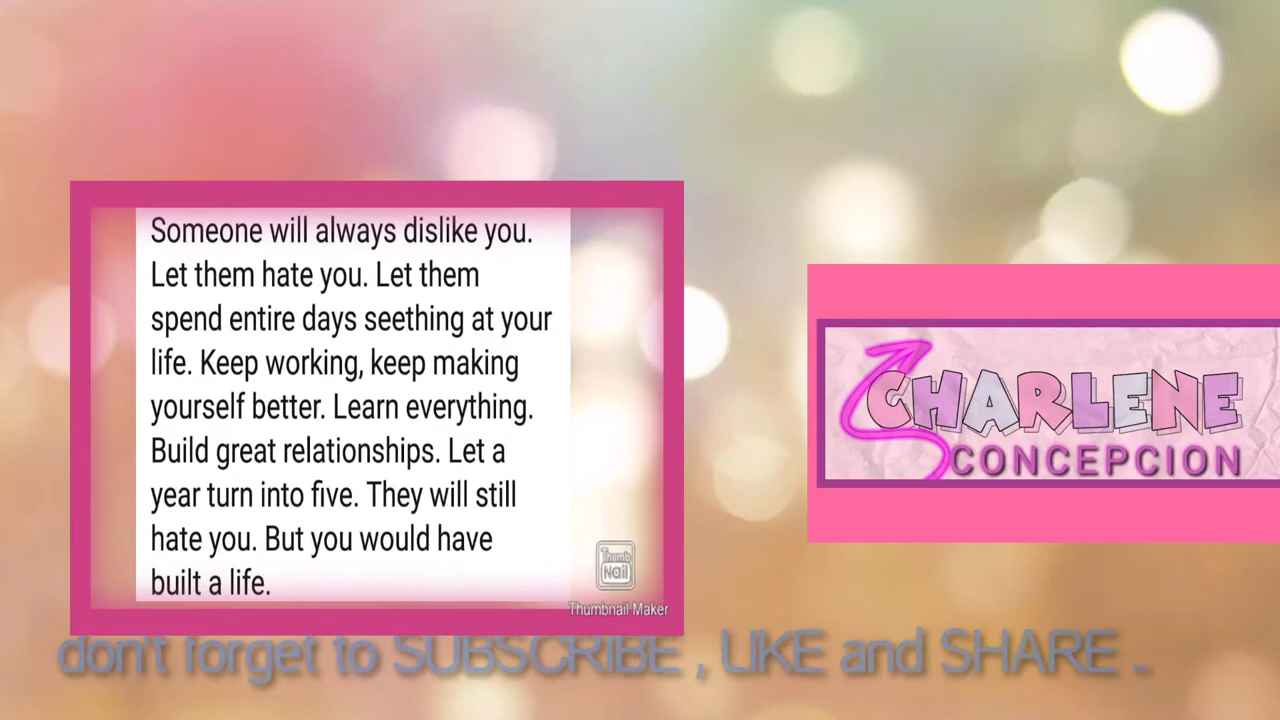 Someone will always dislike you.
Let them hate you. Let them
spend entire days seething at your
life. Keep working, keep making
yourself better. Learn everything.
Build great relationships. Let a
year turn into five. They will still
hate you. But you would have
built a life.
Thumb
Nail
Thumbnail Maker
CHARLENE
CONCEPCION
don't forget to SUBSCRIBE , LIKE and SHARE ..